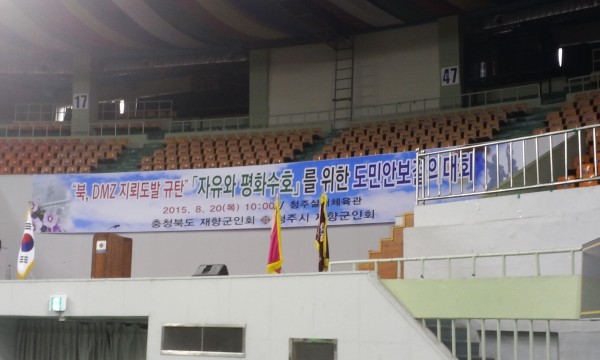 17
47
"북, DMZ 지뢰도발 규탄" 「자유와 평화수호」를 위한 도민안보결의 대회
2015. 8. 20(목) 10:00 / 청주실내체육관
충청북도 재향군인회 청주시 재향군인회